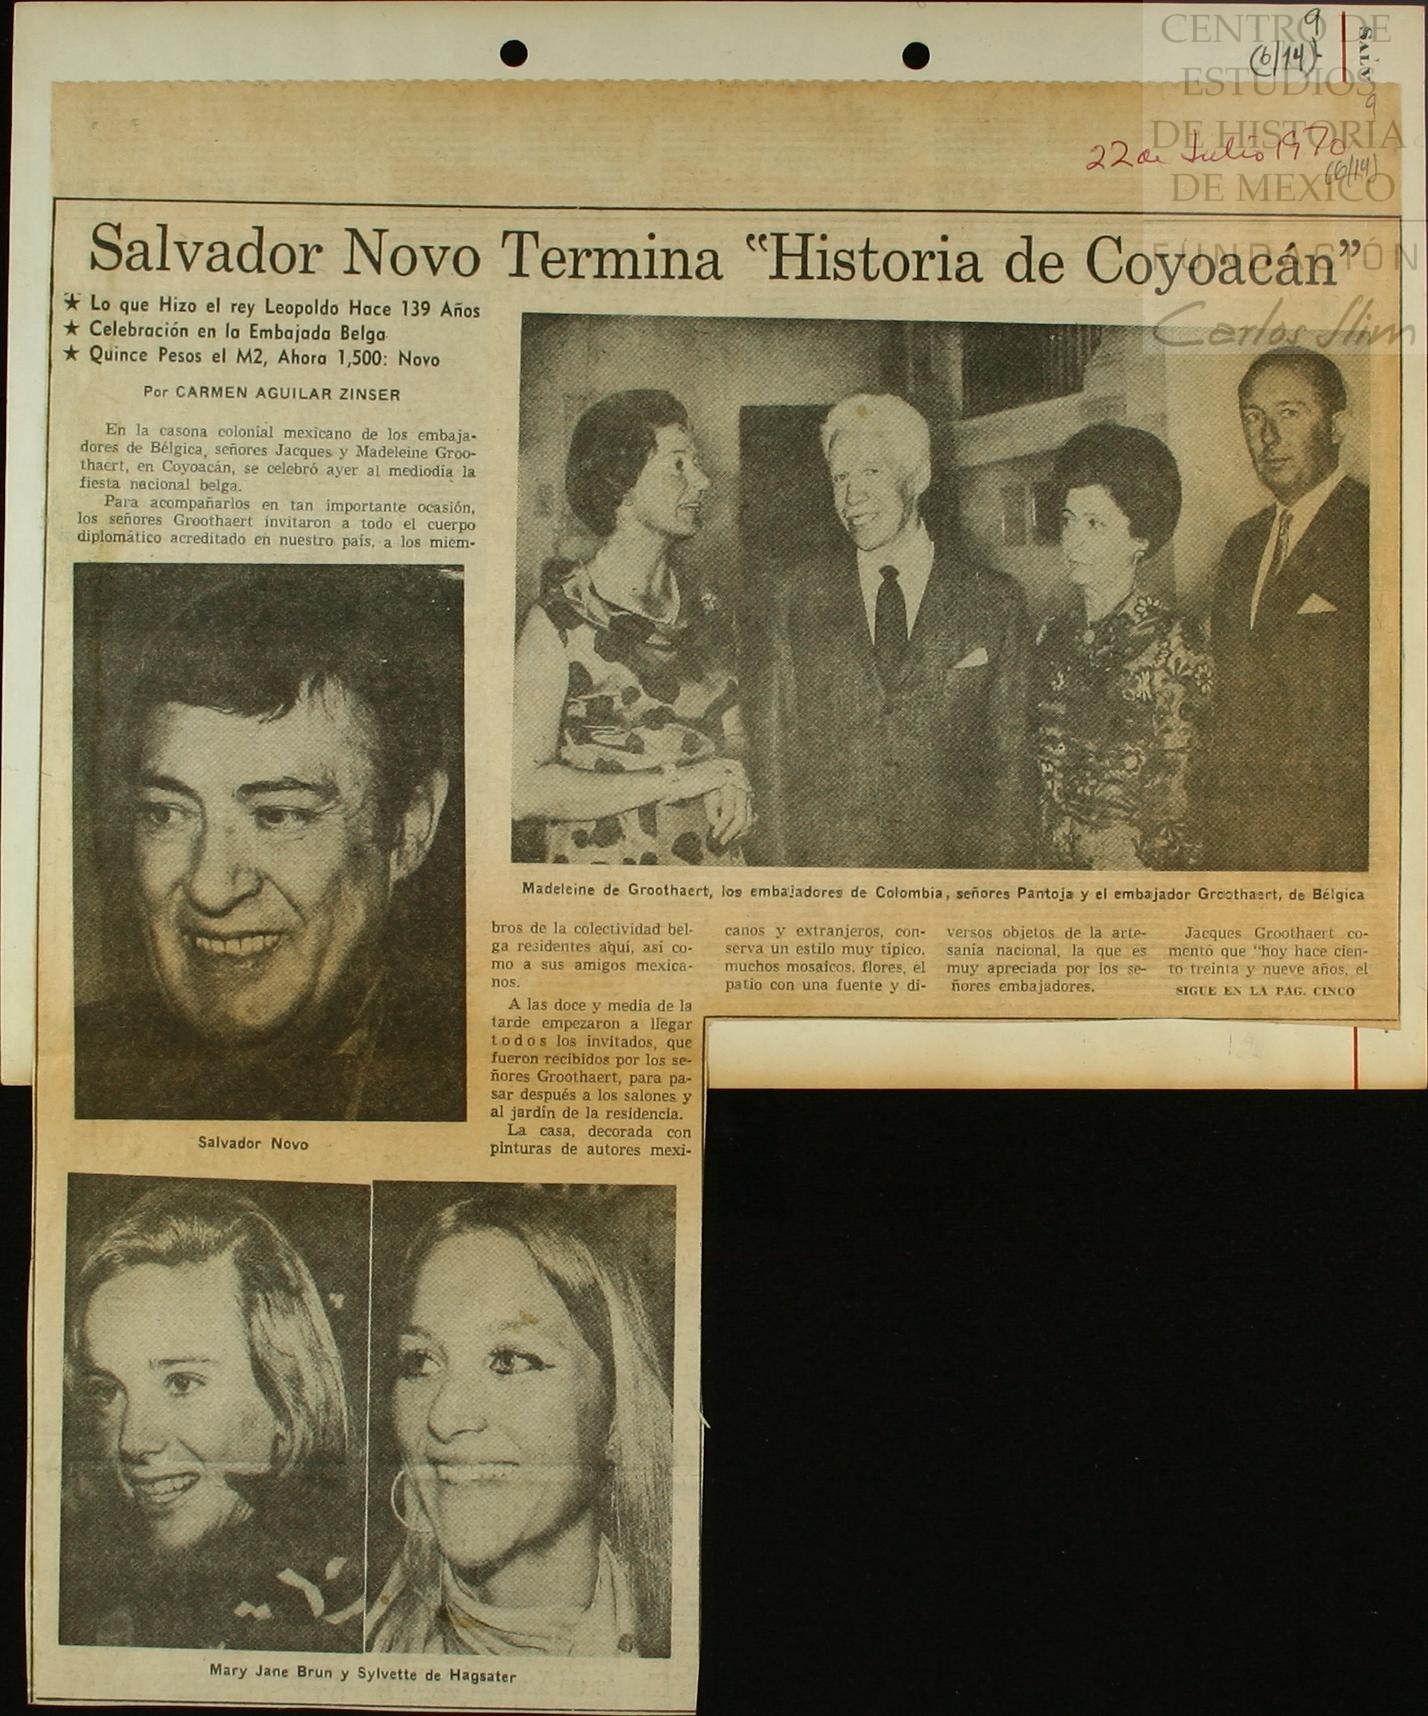 9
(6/14)
SALV
9
CENTRO DE
ESTUDIOS
DE HISTORIA
DE MEXICO
FUNDACIÓN
Carlos Slim
22 de Julio 1970
(6/14)
Salvador Novo Termina "Historia de Coyoacán"
★ Lo que Hizo el rey Leopoldo Hace 139 Años
★ Celebración en la Embajada Belga
★ Quince Pesos el M2, Ahora 1,500: Novo
Por CARMEN AGUILAR ZINSER
En la casona colonial mexicano de los embaja-
dores de Bélgica, señores Jacques y Madeleine Groo-
thaert, en Coyoacán, se celebró ayer al mediodía la
fiesta nacional belga.
Para acompañarlos en tan importante ocasión,
los señores Groothaert invitaron a todo el cuerpo
diplomático acreditado en nuestro país, a los miem-
Salvador Novo
Madeleine de Groothaert, los embajadores de Colombia, señores Pantoja y el embajador Groothaert, de Bélgica
bros de la colectividad bel-
ga residentes aquí, así co-
mo a sus amigos mexica-
nos.
A las doce y media de la
tarde empezaron a llegar
todos los invitados, que
fueron recibidos por los se-
ñores Groothaert, para pa-
sar después a los salones y
al jardín de la residencia.
La casa, decorada con
pinturas de autores mexi-
canos y extranjeros, con-
serva un estilo muy típico,
muchos mosaicos, flores, el
patio con una fuente y di-
versos objetos de la arte-
sanía nacional, la que es
muy apreciada por los se-
ñores embajadores.
Jacques Groothaert co-
mentó que "hoy hace cien-
to treinta y nueve años, el
SIGUE EN LA PAG. CINCO
Mary Jane Brun y Sylvette de Hagsater